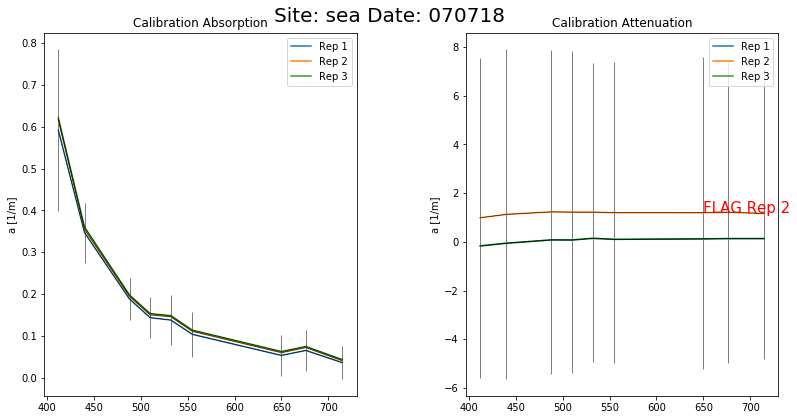 Site: sea Date: 070718
Calibration Absorption
Rep 1
Rep 2
Rep 3
a [1/m]
0.8
0.7
0.6
0.5
0.4
0.3
0.2
0.1
0.0
400 450 500 550 600 650 700
Calibration Attenuation
Rep 1
Rep 2
Rep 3
FLAG Rep 2
a [1/m]
8
6
4
2
0
−2
−4
−6
400 450 500 550 600 650 700